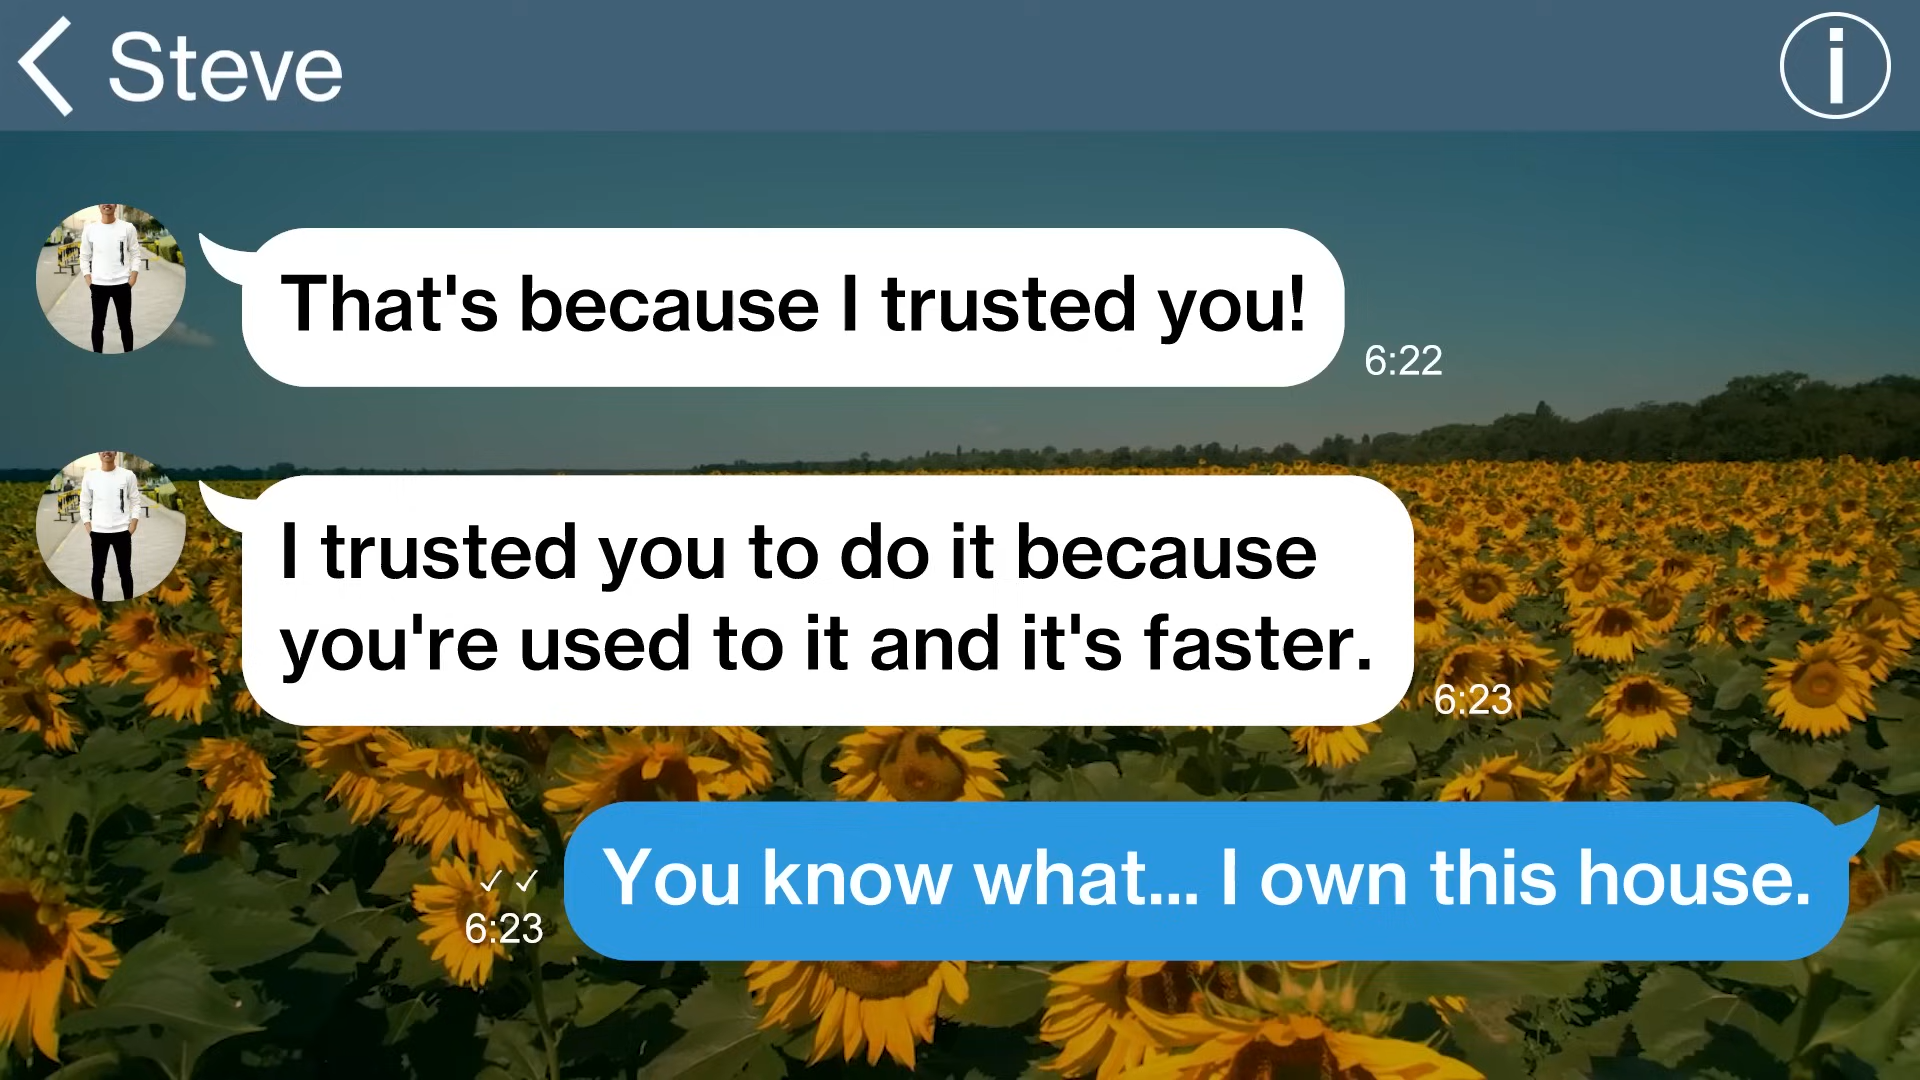 Steve
That's because I trusted you!
6:22
I trusted you to do it because
you're used to it and it's faster.
6:23
You know what... I own this house.
6:23